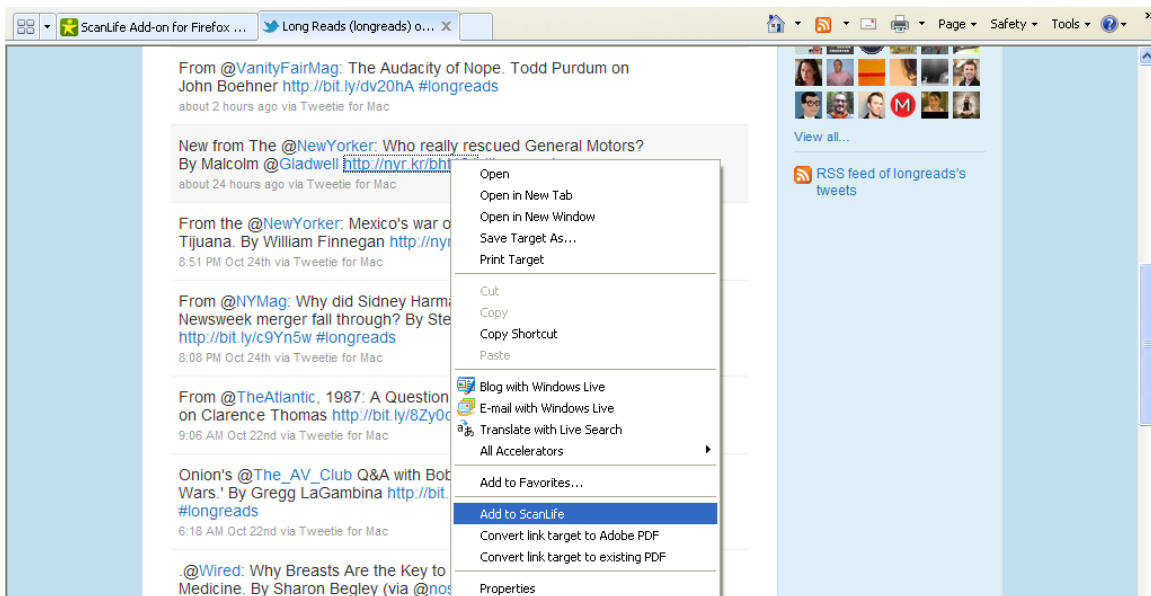 ScanLife Add-on for Firefox ...
Long Reads (longreads) o...
Page
Safety
Tools
»
From @VanityFairMag: The Audacity of Nope. Todd Purdum on
John Boehner http://bit.ly/dv20hA #longreads
about 2 hours ago via Tweetie for Mac
New from The @NewYorker: Who really rescued General Motors?
By Malcolm @Gladwell http://nyr.kr/bh
about 24 hours ago via Tweetie for Mac
From the @NewYorker: Mexico's war o
Tijuana. By William Finnegan http://nyr
8:51 PM Oct 24th via Tweetie for Mac
From @NYMag: Why did Sidney Harma
Newsweek merger fall through? By Ste
http://bit.ly/c9Yn5w #longreads
8:08 PM Oct 24th via Tweetie for Mac
From @TheAtlantic, 1987: A Question
on Clarence Thomas http://bit.ly/8Zy0c
9:06 AM Oct 22nd via Tweetie for Mac
Onion's @The_AV_Club Q&A with Bob
Wars.' By Gregg LaGambina http://bit.
#longreads
6:18 AM Oct 22nd via Tweetie for Mac
.@Wired: Why Breasts Are the Key to
Medicine. By Sharon Begley (via @nos
Open
Open in New Tab
Open in New Window
Save Target As...
Print Target
Cut
Copy
Copy Shortcut
Paste
Blog with Windows Live
E-mail with Windows Live
Translate with Live Search
All Accelerators
Add to Favorites...
Add to ScanLife
Convert link target to Adobe PDF
Convert link target to existing PDF
Properties
M
View all...
RSS feed of longreads's
tweets